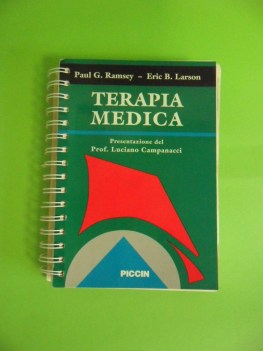 Paul G. Ramsey – Eric B. Larson
TERAPIA
MEDICA
Presentazione del
Prof. Luciano Campanacci
PICCIN